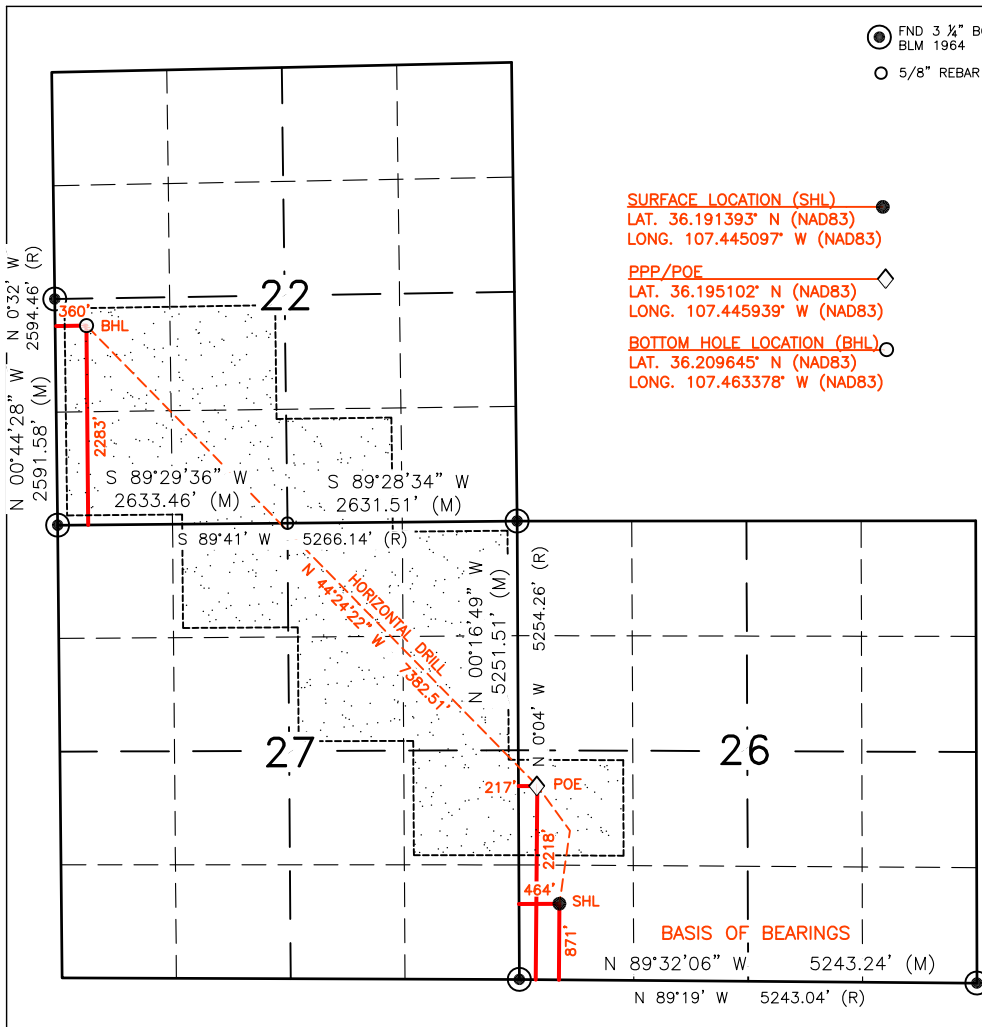 FND 3 ¼"
BLM 1964
5/8" REBAR
SURFACE LOCATION (SHL)
LAT. 36.191393° N (NAD83)
LONG. 107.445097° W (NAD83)
PPP/POE
LAT. 36.195102° N (NAD83)
LONG. 107.445939° W (NAD83)
BOTTOM HOLE LOCATION (BHL)
LAT. 36.209645° N (NAD83)
LONG. 107.463378° W (NAD83)
22
N 0°32' W
2594.46' (R)
N 00°44'28" W
2591.58' (M)
360'
BHL
2283'
S 89°29'36" W
2633.46' (M)
S 89°28'34" W
2631.51' (M)
S 89°41' W
5266.14' (R)
HORIZONTAL DRILL
N 44°24'22" W
7382.51'
N 00°16'49" W
5251.51' (M)
N 0°04' W
5254.26' (R)
27
26
217'
POE
2218'
464'
SHL
871'
BASIS OF BEARINGS
N 89°32'06" W
5243.24' (M)
N 89°19' W
5243.04' (R)